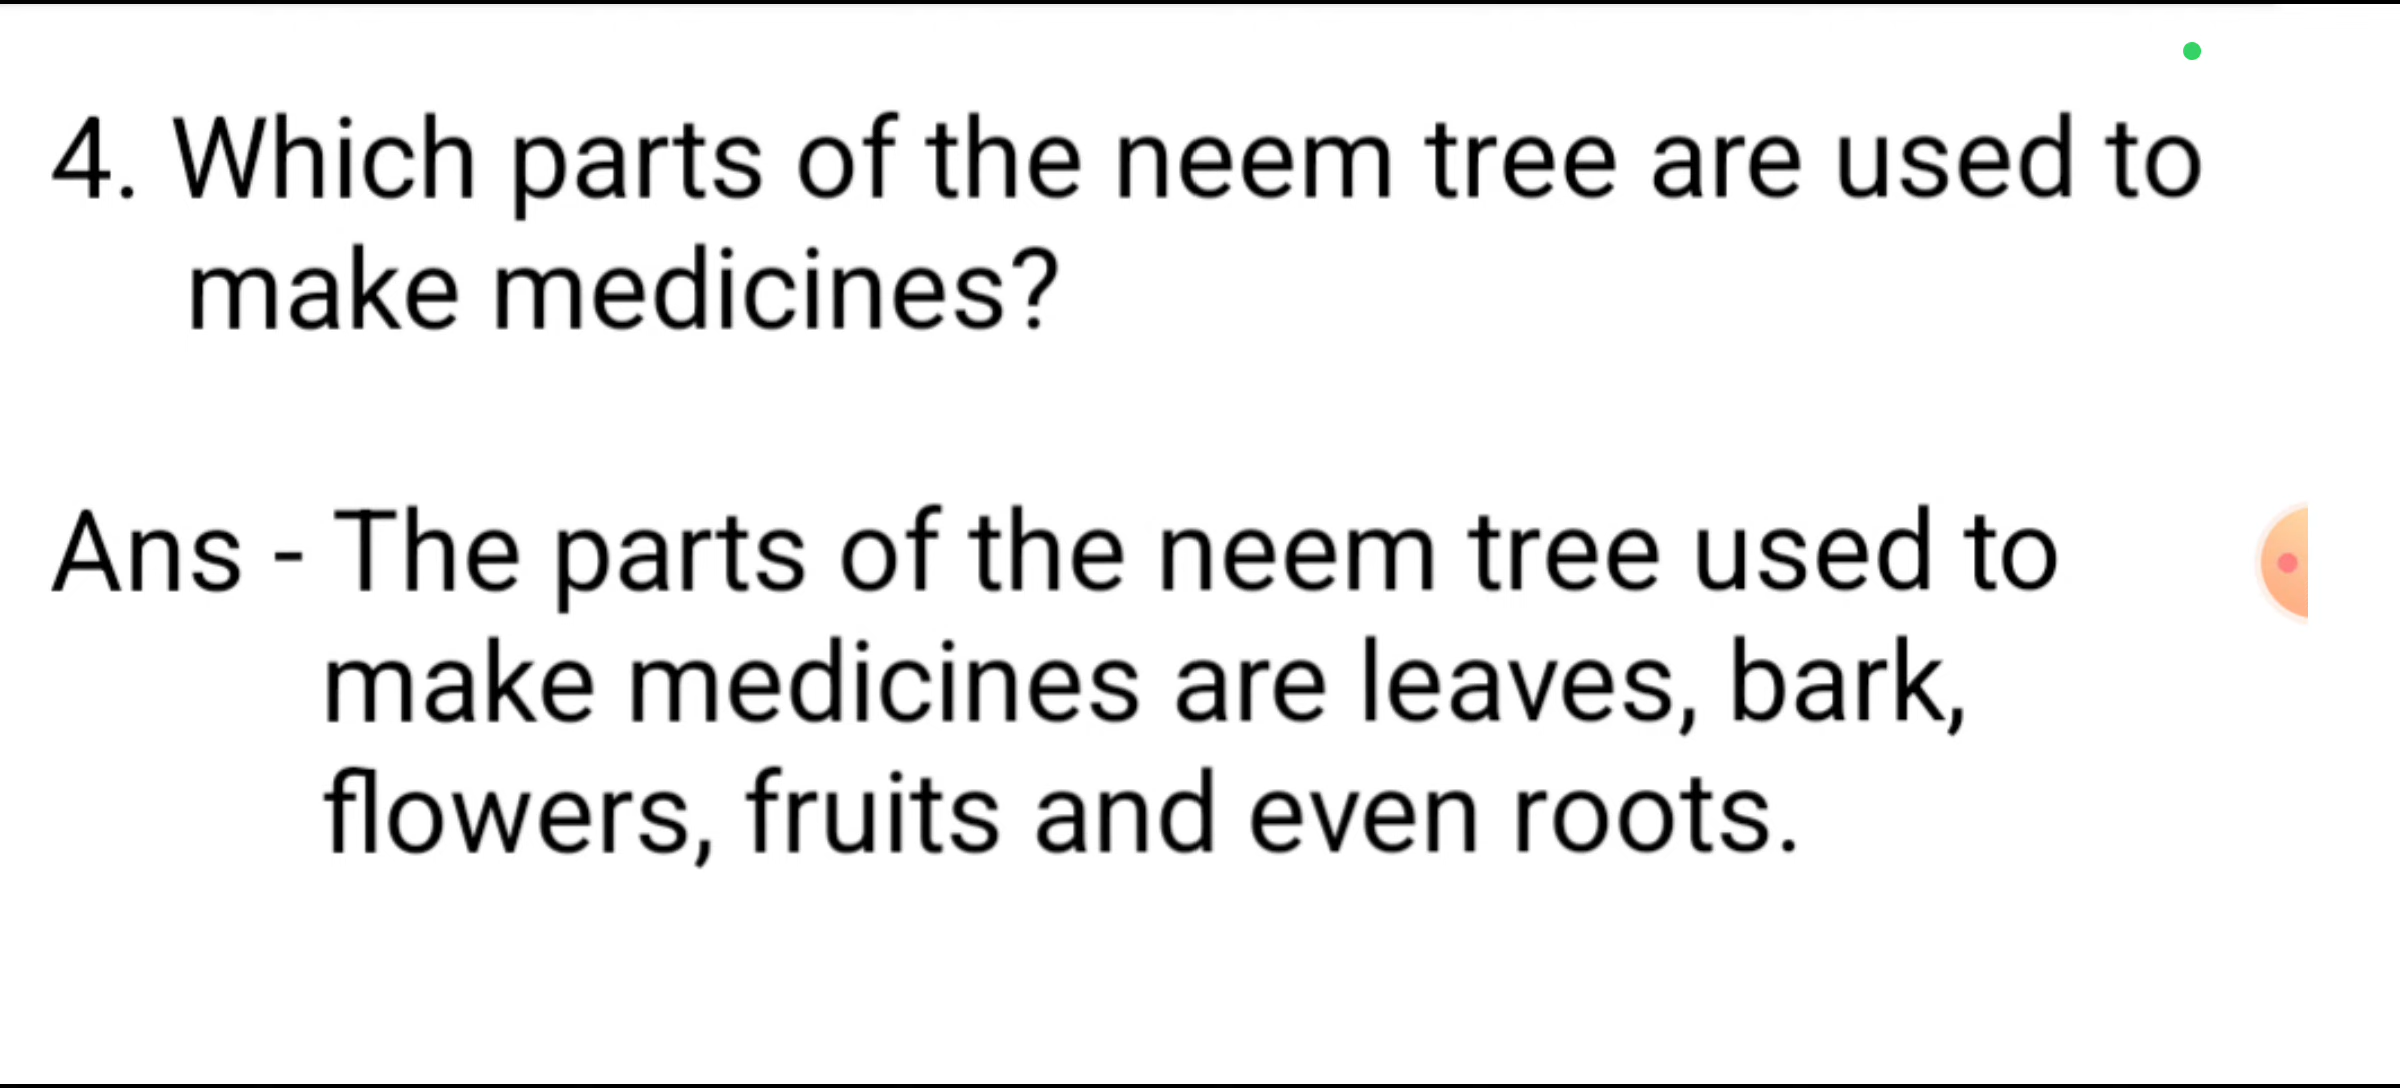 4. Which parts of the neem tree are used to
make medicines?
Ans - The parts of the neem tree used to
make medicines are leaves, bark,
flowers, fruits and even roots.